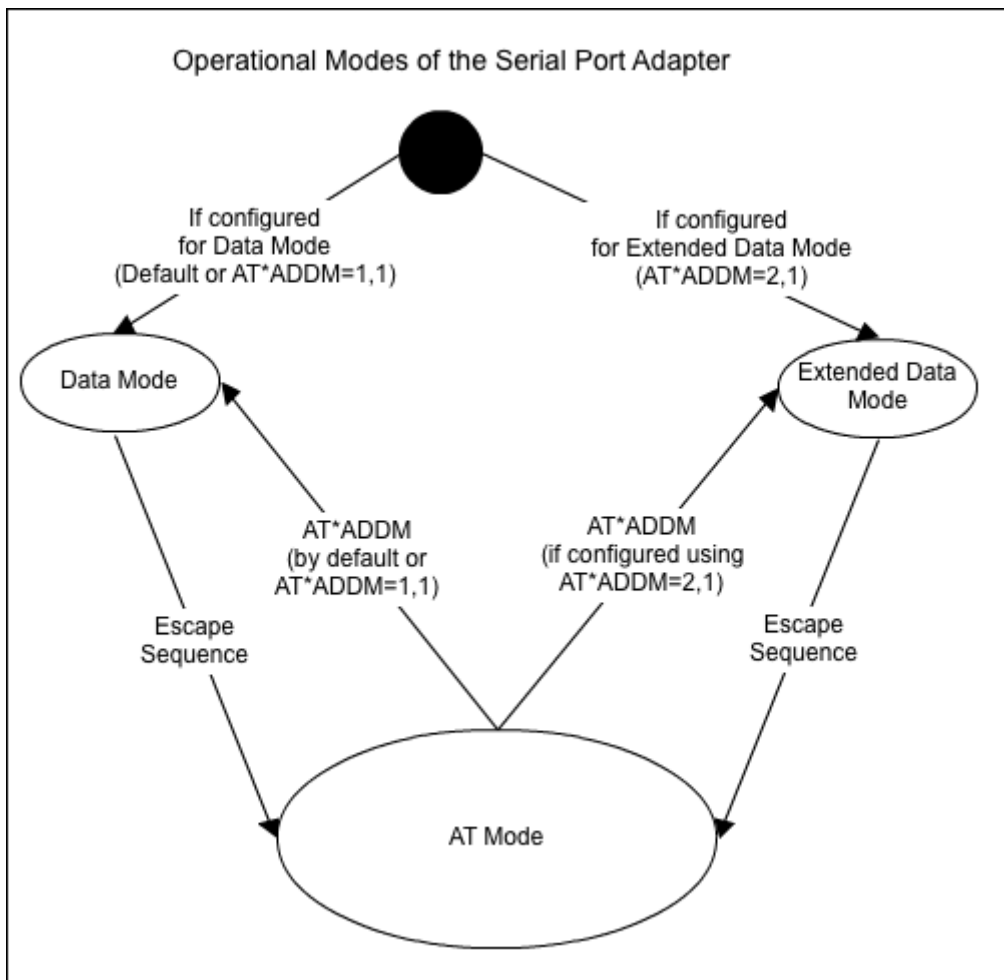 Operational Modes of the Serial Port Adapter
If configured
for Data Mode
(Default or AT*ADDM=1,1)
If configured
for Extended Data Mode
(AT*ADDM=2,1)
Data Mode
Extended Data
Mode
AT*ADDM
(by default or
AT*ADDM=1,1)
AT*ADDM
(if configured using
AT*ADDM=2,1)
Escape
Sequence
Escape
Sequence
AT Mode